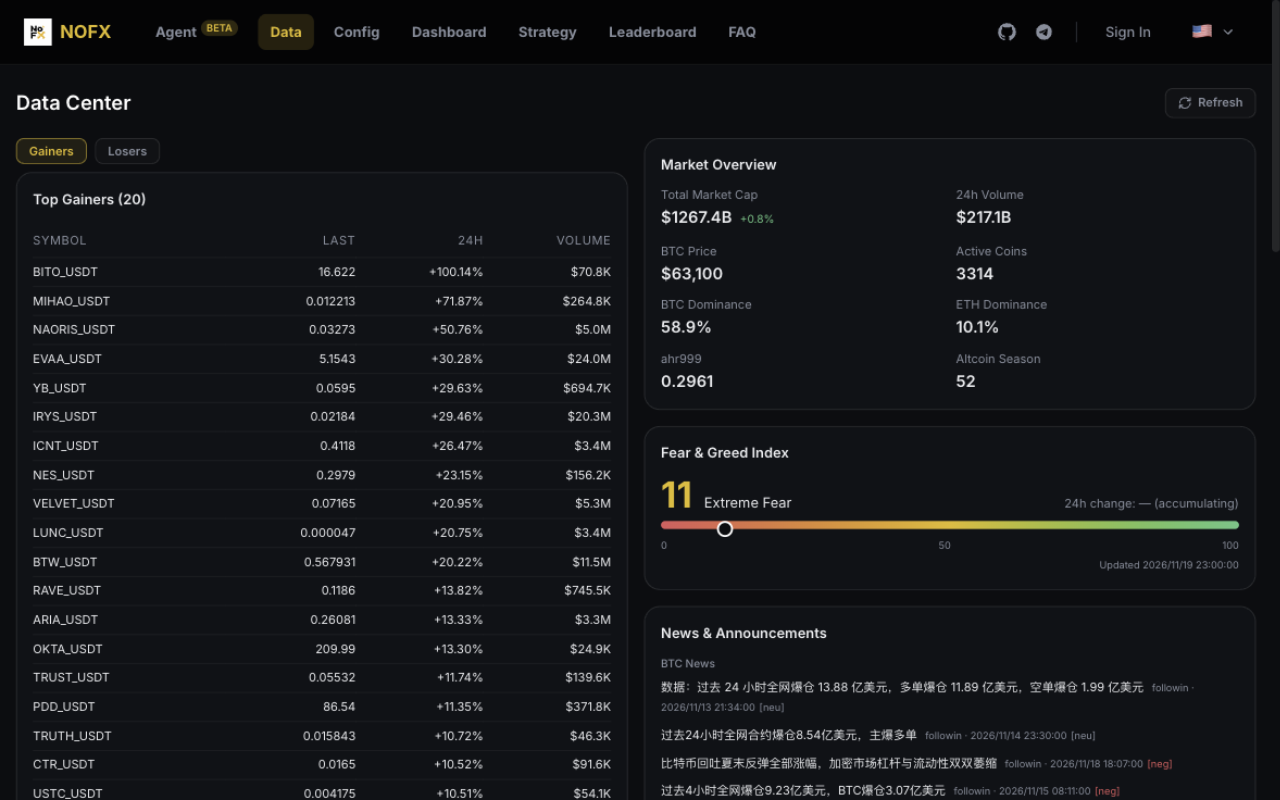 NOFX
Agent BETA
Data
Config
Dashboard
Strategy
Leaderboard
FAQ
Sign In
Data Center
Refresh
Gainers
Losers
Top Gainers (20)
SYMBOL LAST 24H VOLUME
BITO_USDT 16.622 +100.14% $70.8K
MIHAO_USDT 0.012213 +71.87% $264.8K
NAORIS_USDT 0.03273 +50.76% $5.0M
EVAA_USDT 5.1543 +30.28% $24.0M
YB_USDT 0.0595 +29.63% $694.7K
IRYS_USDT 0.02184 +29.46% $20.3M
ICNT_USDT 0.4118 +26.47% $3.4M
NES_USDT 0.2979 +23.15% $156.2K
VELVET_USDT 0.07165 +20.95% $5.3M
LUNC_USDT 0.000047 +20.75% $3.4M
BTW_USDT 0.567931 +20.22% $11.5M
RAVE_USDT 0.1186 +13.82% $745.5K
ARIA_USDT 0.26081 +13.33% $3.3M
OKTA_USDT 209.99 +13.30% $24.9K
TRUST_USDT 0.05532 +11.74% $139.6K
PDD_USDT 86.54 +11.35% $371.8K
TRUTH_USDT 0.015843 +10.72% $46.3K
CTR_USDT 0.0165 +10.52% $91.6K
USTC_USDT 0.004175 +10.51% $54.1K
Market Overview
Total Market Cap 24h Volume
$1267.4B +0.8% $217.1B
BTC Price Active Coins
$63,100 3314
BTC Dominance ETH Dominance
58.9% 10.1%
ahr999 Altcoin Season
0.2961 52
Fear & Greed Index
11 Extreme Fear 24h change: — (accumulating)
0 50 100
Updated 2026/11/19 23:00:00
News & Announcements
BTC News
数据：过去 24 小时全网爆仓 13.88 亿美元，多单爆仓 11.89 亿美元，空单爆仓 1.99 亿美元 followin ·
2026/11/13 21:34:00 [neu]
过去24小时全网合约爆仓8.54亿美元，主爆多单 followin · 2026/11/14 23:30:00 [neu]
比特币回吐夏末反弹全部涨幅，加密市场杠杆与流动性双双萎缩 followin · 2026/11/18 18:07:00 [neg]
过去4小时全网爆仓9.23亿美元，BTC爆仓3.07亿美元 followin · 2026/11/15 08:11:00 [neg]